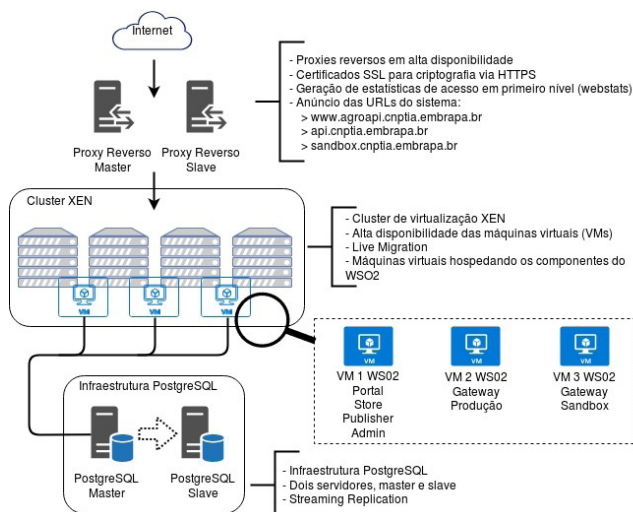 Internet
- Proxies reversos em alta disponibilidade
- Certificados SSL para criptografia via HTTPS
- Geração de estatísticas de acesso em primeiro nível (webstats)
- Anúncio das URLs do sistema:
> www.agroapi.cnptia.embrapa.br
> api.cnptia.embrapa.br
> sandbox.cnptia.embrapa.br
Proxy Reverso
Master
Proxy Reverso
Slave
Cluster XEN
- Cluster de virtualização XEN
- Alta disponibilidade das máquinas virtuais (VMs)
- Live Migration
- Máquinas virtuais hospedando os componentes do
WSO2
VM
VM
VM
VM
VM
VM
VM 1 WS02
Portal
Store
Publisher
Admin
VM 2 WS02
Gateway
Produção
VM 3 WS02
Gateway
Sandbox
Infraestrutura PostgreSQL
PostgreSQL
Master
PostgreSQL
Slave
- Infraestrutura PostgreSQL
- Dois servidores, master e slave
- Streaming Replication